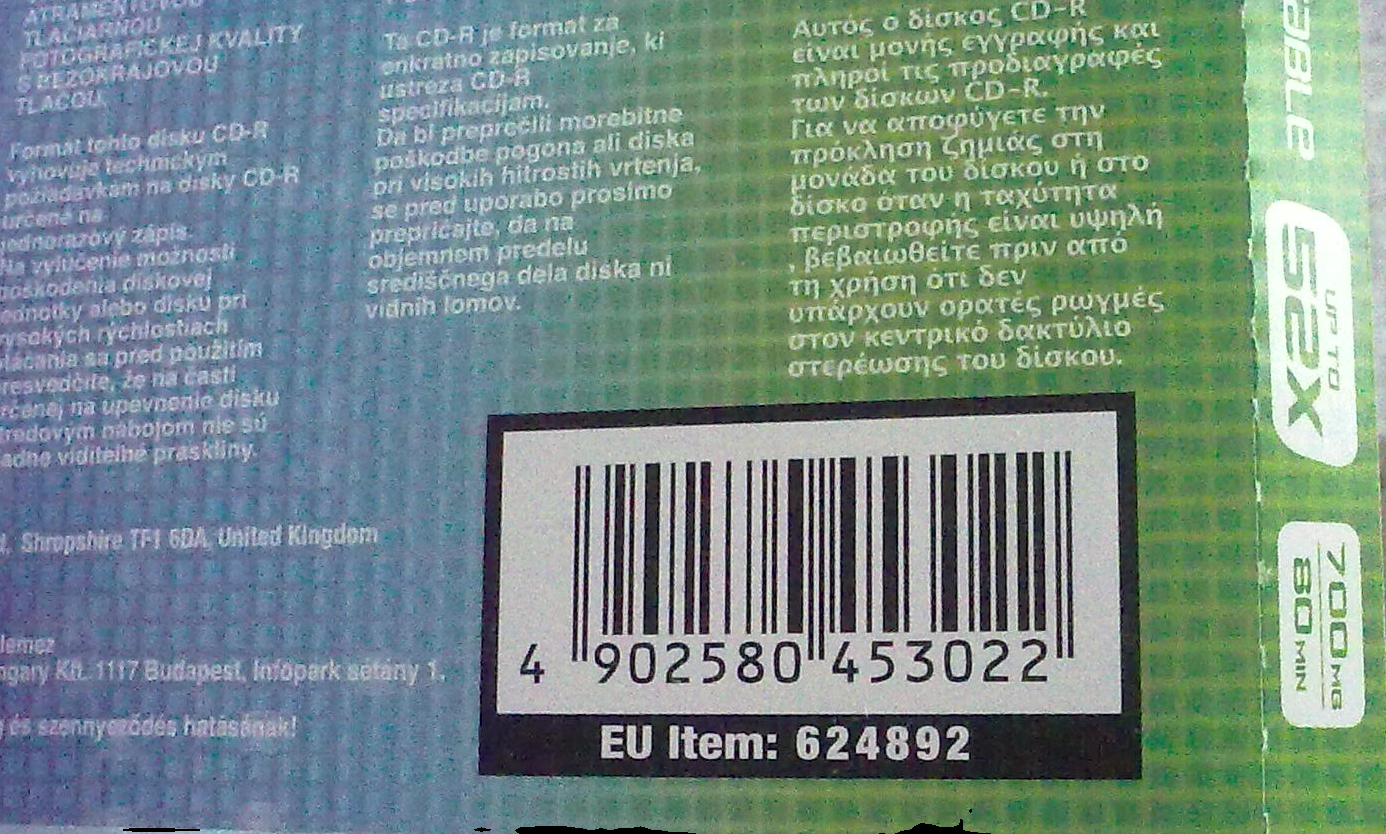 ATRAMENTOVOU
TLAČIARŇOU
FOTOGRAFICKEJ KVALITY
S BEZOKRAJOVOU
TLAČOU.
Formát tohto disku CD-R
vyhovuje technickým
požiadavkám na disky CD-R
určené na
jednorazový zápis.
Na vylúčenie možnosti
poškodenia diskovej
jednotky alebo disku pri
vysokých rýchlostiach
otáčania sa pred použitím
presvedčite, že na časti
určenej na upevnenie disku
stredovým nábojom nie sú
žiadne viditeľné praskliny.
Ta CD-R je format za
enkratno zapisovanje, ki
ustreza CD-R
specifikacijam.
Da bi preprečili morebitne
poškodbe pogona ali diska
pri visokih hitrostih vrtenja,
se pred uporabo prosimo
prepričajte, da na
objemnem predelu
središčnega dela diska ni
vidnih lomov.
Αυτός ο δίσκος CD-R
είναι μονής εγγραφής και
πληροί τις προδιαγραφές
των δίσκων CD-R.
Για να αποφύγετε την
πρόκληση ζημιάς στη
μονάδα του δίσκου ή στο
δίσκο όταν η ταχύτητα
περιστροφής είναι υψηλή
, βεβαιωθείτε πριν από
τη χρήση ότι δεν
υπάρχουν ορατές ρωγμές
στον κεντρικό δακτύλιο
στερέωσης του δίσκου.
Shropshire TF1 6DA, United Kingdom
lemez
ngary Kft. 1117 Budapest, Infopark sétány 1.
és szennyeződés hatásának!
4 902580 453022
EU Item: 624892
ABLE
UP TO
52X
700MB
80MIN